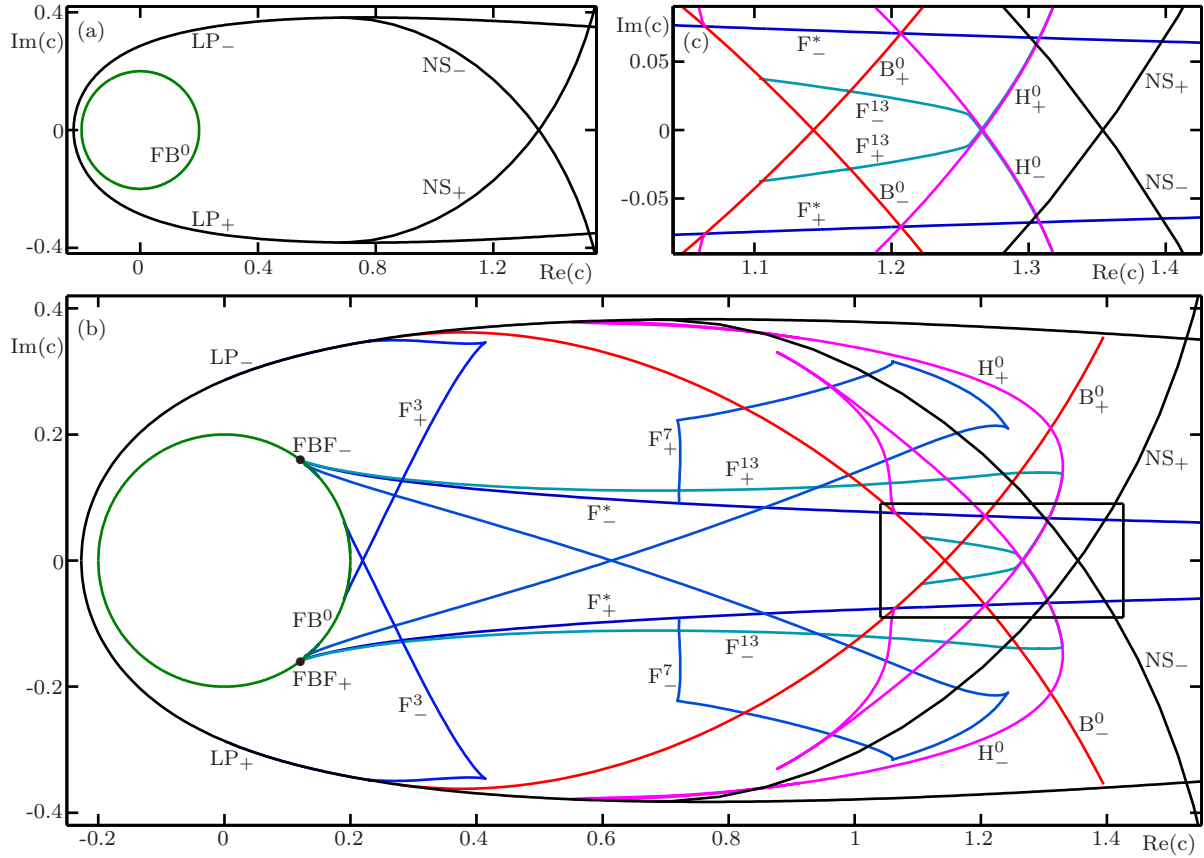 0.4
Im(c)
(a)
LP₋
NS₋
0
FB⁰
NS₊
LP₊
-0.4
0 0.4 0.8 1.2 Re(c)
Im(c)
(c)
F*₋
B⁰₊
0.05
NS₊
H⁰₊
F¹³₋
0
F¹³₊
H⁰₋
NS₋
B⁰₋
-0.05
F*₊
1.1 1.2 1.3 Re(c) 1.4
0.4
(b)
Im(c)
LP₋
H⁰₊
B⁰₊
F³₊
0.2
FBF₋
F⁷₊
F¹³₊
NS₊
F*₋
0
FB⁰
F*₊
F¹³₋
FBF₊
F⁷₋
NS₋
-0.2
F³₋
B⁰₋
LP₊
H⁰₋
-0.4
-0.2 0 0.2 0.4 0.6 0.8 1 1.2 1.4 Re(c)